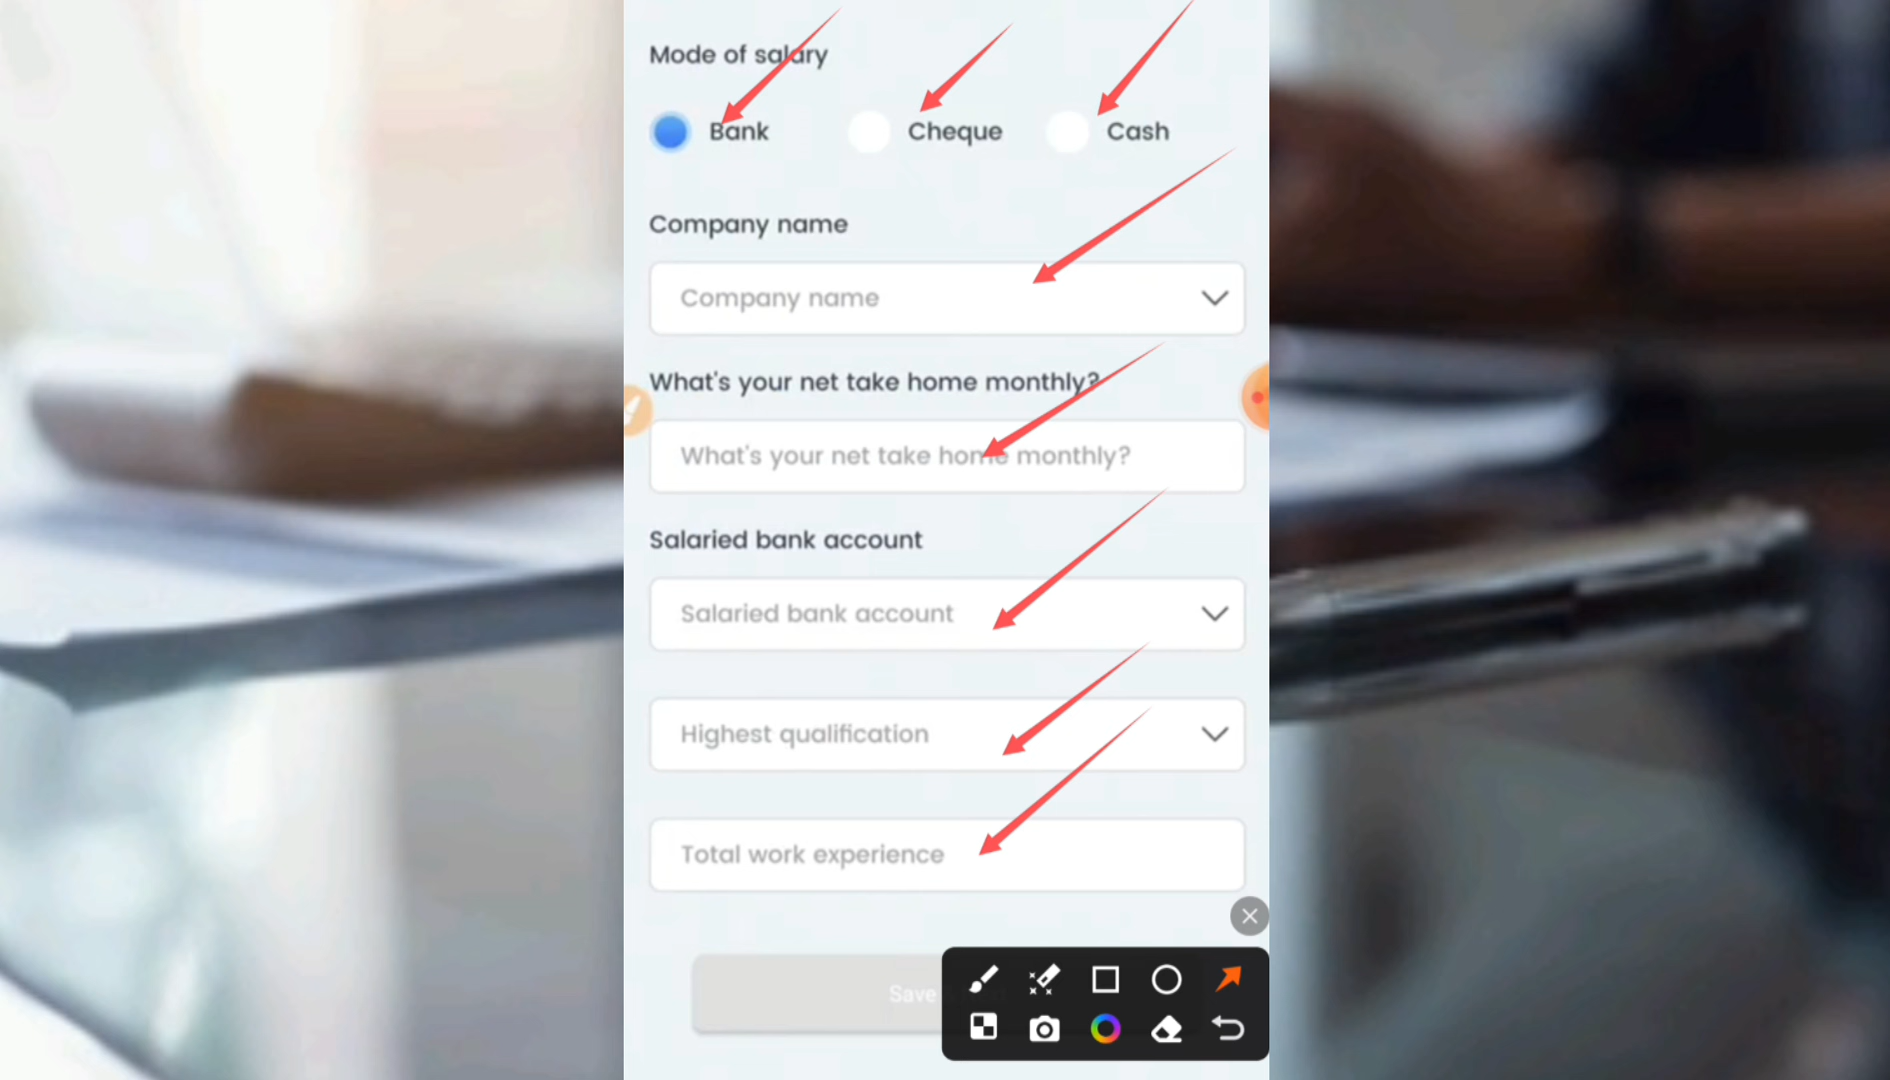 Mode of salary
Bank Cheque Cash
Company name
Company name
What's your net take home monthly?
What's your net take home monthly?
Salaried bank account
Salaried bank account
Highest qualification
Total work experience
Save